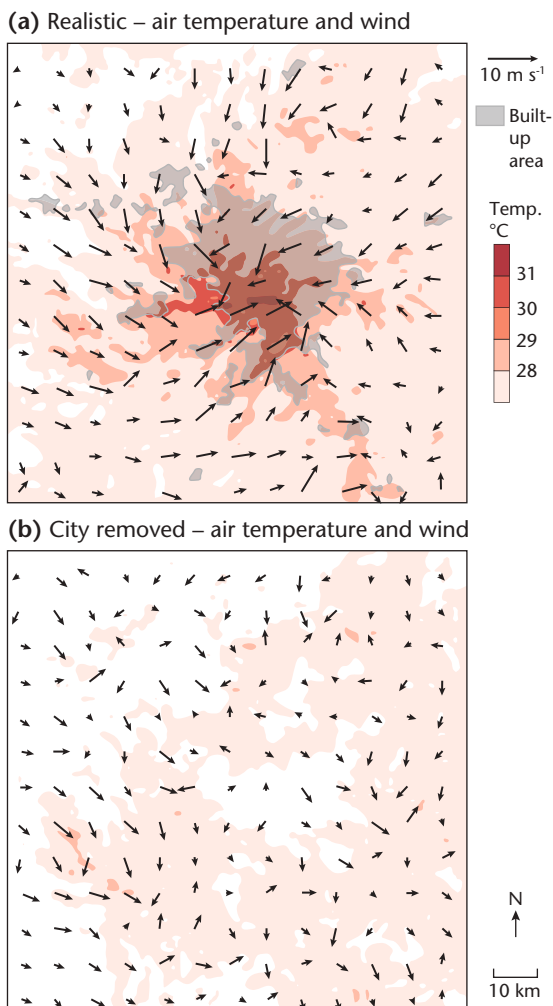 (a) Realistic – air temperature and wind
10 m s⁻¹
Built-
up
area
Temp.
°C
31
30
29
28
(b) City removed – air temperature and wind
N
10 km